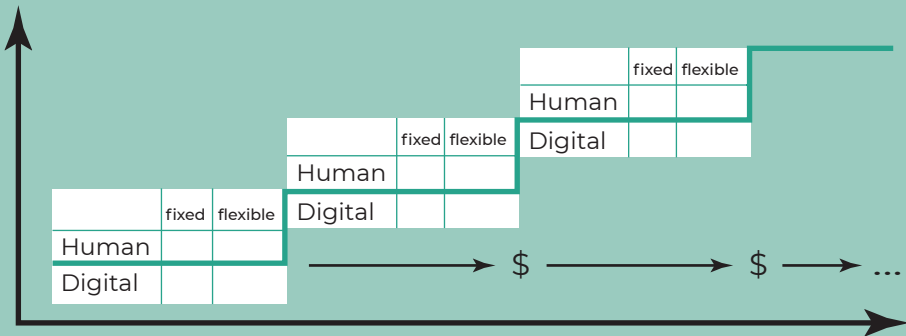 fixed flexible
Human
Digital
fixed flexible
Human
Digital
fixed flexible
Human
Digital
$ $ ...